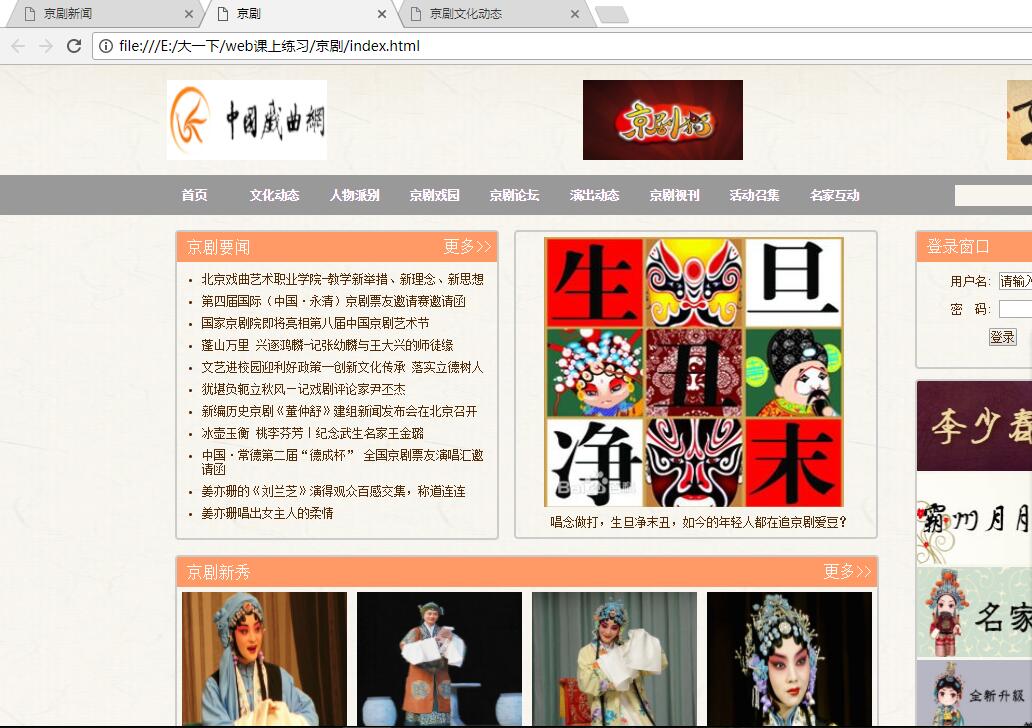 京剧新闻
京剧
京剧文化动态
file:///E:/大一下/web课上练习/京剧/index.html
中国戏曲网
京剧猫
首页 文化动态 人物派别 京剧戏园 京剧论坛 演出动态 京剧视刊 活动召集 名家互动
京剧要闻 更多>>
北京戏曲艺术职业学院-教学新举措、新理念、新思想
第四届国际（中国·永清）京剧票友邀请赛邀请函
国家京剧院即将亮相第八届中国京剧艺术节
蓬山万里 兴逐鸿麟-记张幼麟与王大兴的师徒缘
文艺进校园迎利好政策—创新文化传承 落实立德树人
犹堪负轭立秋风－记戏剧评论家尹丕杰
新编历史京剧《董仲舒》建组新闻发布会在北京召开
冰壶玉衡 桃李芬芳｜纪念武生名家王金璐
中国·常德第二届“德成杯” 全国京剧票友演唱汇邀
请函
姜亦珊的《刘兰芝》演得观众百感交集，称道连连
姜亦珊唱出女主人的柔情
生 旦
丑
净 末
Bai 百科
唱念做打，生旦净末丑，如今的年轻人都在追京剧爱豆？
登录窗口
用户名： 请输入
密 码：
登录
李少春
霸州月月
名家
全新升級
京剧新秀 更多>>